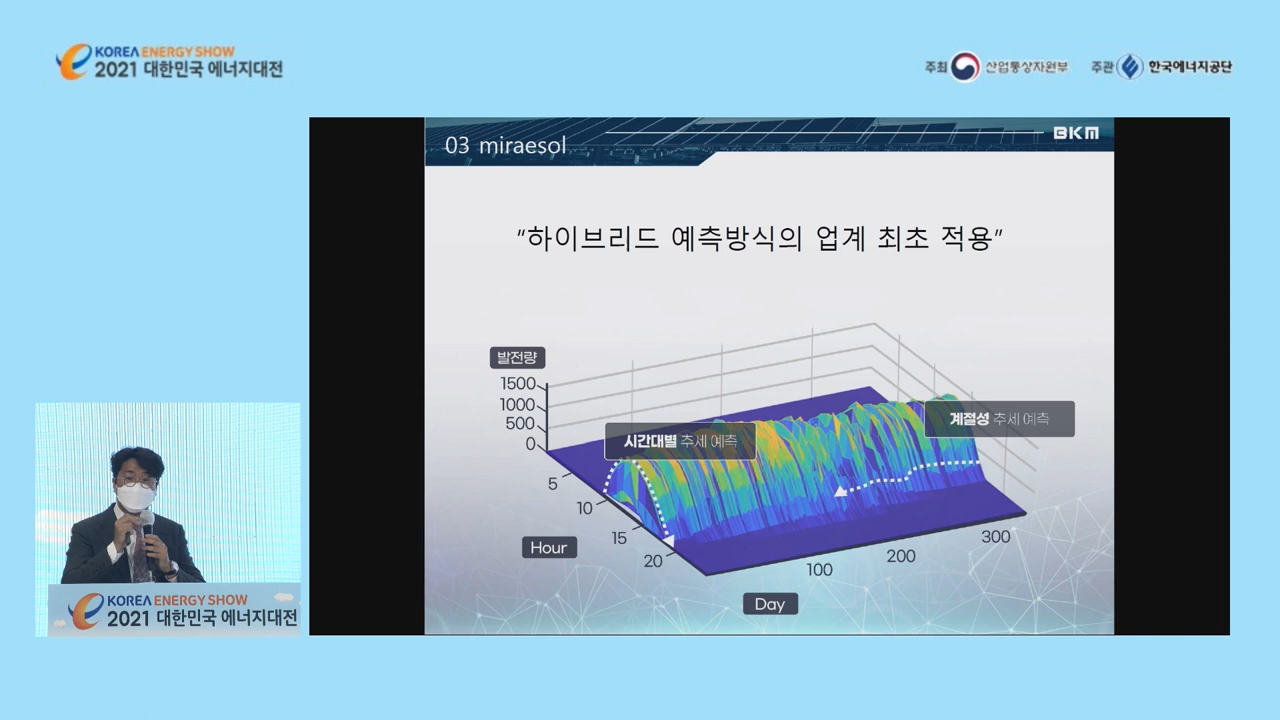 KOREA ENERGY SHOW
2021 대한민국 에너지대전
주최 산업통상자원부 주관 한국에너지공단
03 miraesol
BKM
"하이브리드 예측방식의 업계 최초 적용"
발전량
1500
1000
500
0
시간대별 추세 예측
계절성 추세 예측
5
10
15
20
Hour
100
200
300
Day
KOREA ENERGY SHOW
2021 대한민국 에너지대전